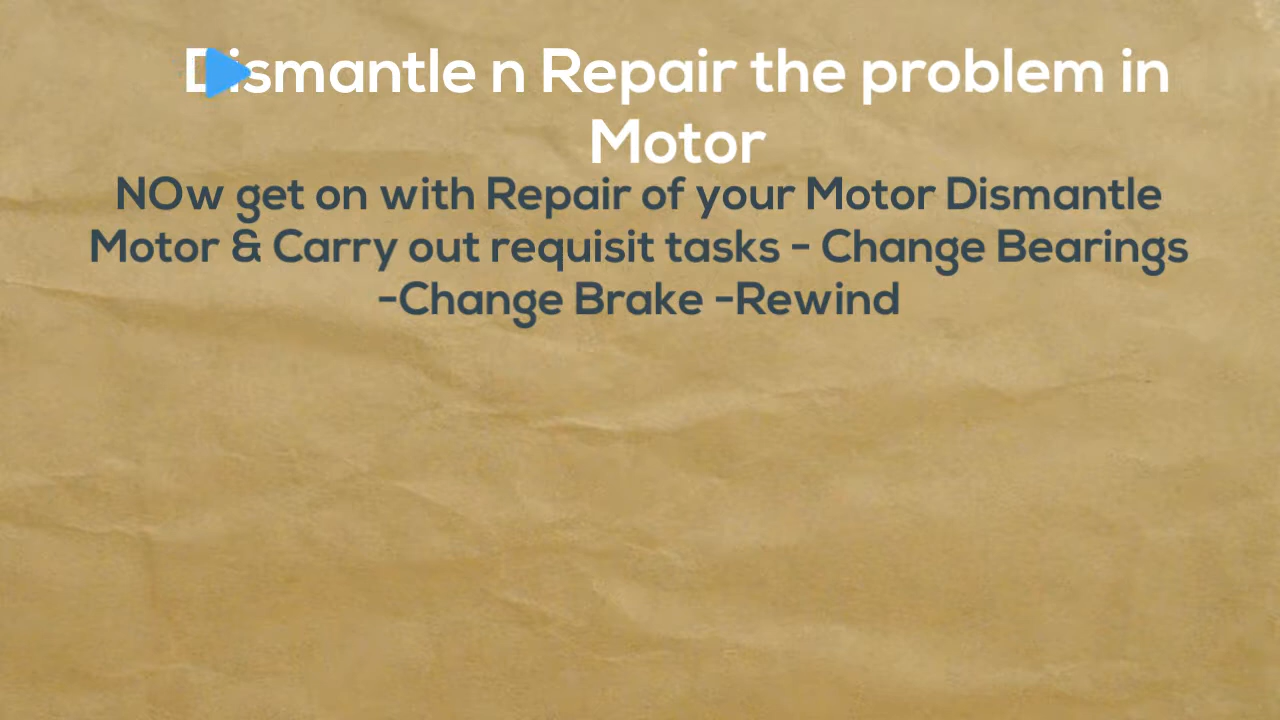 Dismantle n Repair the problem in
Motor
NOw get on with Repair of your Motor Dismantle
Motor & Carry out requisit tasks - Change Bearings
-Change Brake -Rewind